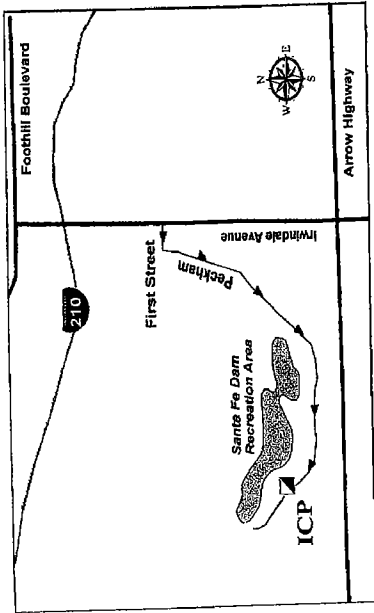 Foothill Boulevard
210
First Street
Peckham
Irwindale Avenue
Santa Fe Dam
Recreation Area
ICP
N
W
E
S
Arrow Highway